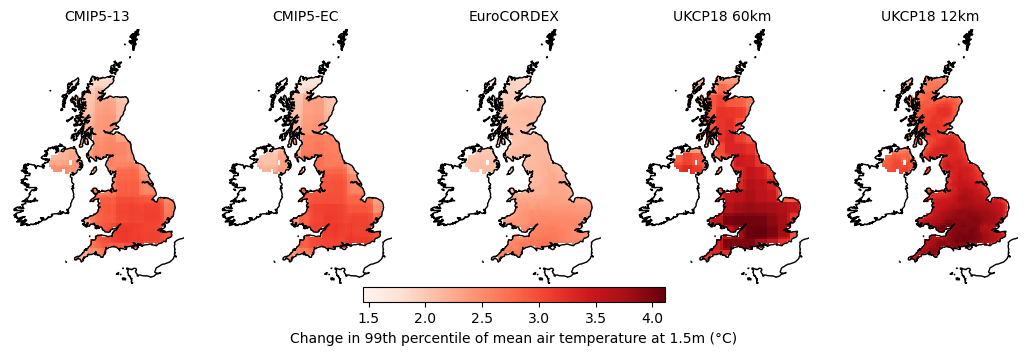 CMIP5-13 CMIP5-EC EuroCORDEX UKCP18 60km UKCP18 12km
1.5 2.0 2.5 3.0 3.5 4.0
Change in 99th percentile of mean air temperature at 1.5m (°C)